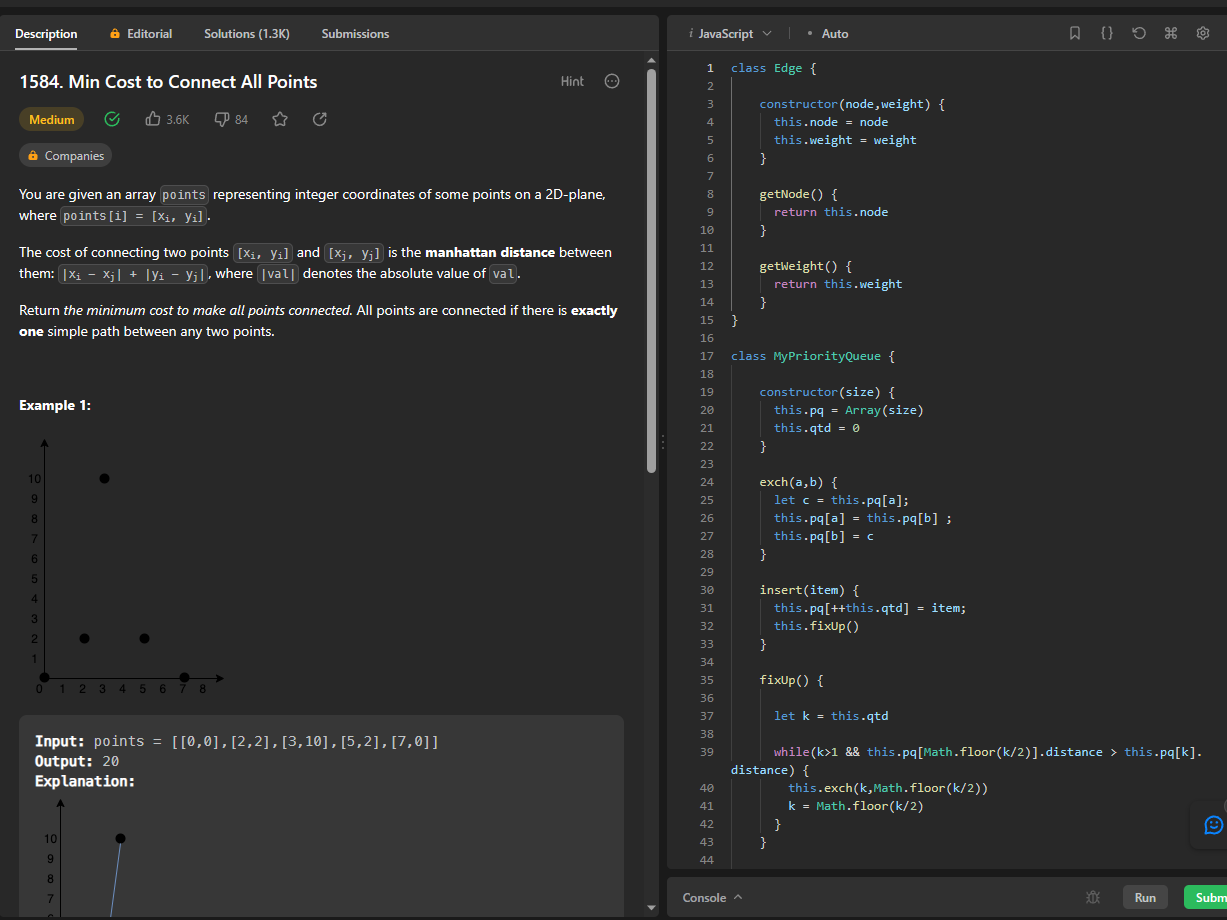 Description
Editorial
Solutions (1.3K)
Submissions
1584. Min Cost to Connect All Points
Hint
Medium
3.6K
84
Companies
You are given an array points representing integer coordinates of some points on a 2D-plane,
where points[i] = [xi, yi].
The cost of connecting two points [xi, yi] and [xj, yj] is the manhattan distance between
them: |xi − xj| + |yi − yj|, where |val| denotes the absolute value of val.
Return the minimum cost to make all points connected. All points are connected if there is exactly
one simple path between any two points.
Example 1:
10
9
8
7
6
5
4
3
2
1
0 1 2 3 4 5 6 7 8
Input: points = [[0,0],[2,2],[3,10],[5,2],[7,0]]
Output: 20
Explanation:
10
9
8
7
i JavaScript
• Auto
1 class Edge {
2
3 constructor(node,weight) {
4 this.node = node
5 this.weight = weight
6 }
7
8 getNode() {
9 return this.node
10 }
11
12 getWeight() {
13 return this.weight
14 }
15 }
16
17 class MyPriorityQueue {
18
19 constructor(size) {
20 this.pq = Array(size)
21 this.qtd = 0
22 }
23
24 exch(a,b) {
25 let c = this.pq[a];
26 this.pq[a] = this.pq[b] ;
27 this.pq[b] = c
28 }
29
30 insert(item) {
31 this.pq[++this.qtd] = item;
32 this.fixUp()
33 }
34
35 fixUp() {
36
37 let k = this.qtd
38
39 while(k>1 && this.pq[Math.floor(k/2)].distance > this.pq[k].
distance) {
40 this.exch(k,Math.floor(k/2))
41 k = Math.floor(k/2)
42 }
43 }
44
Console
Run
Subm